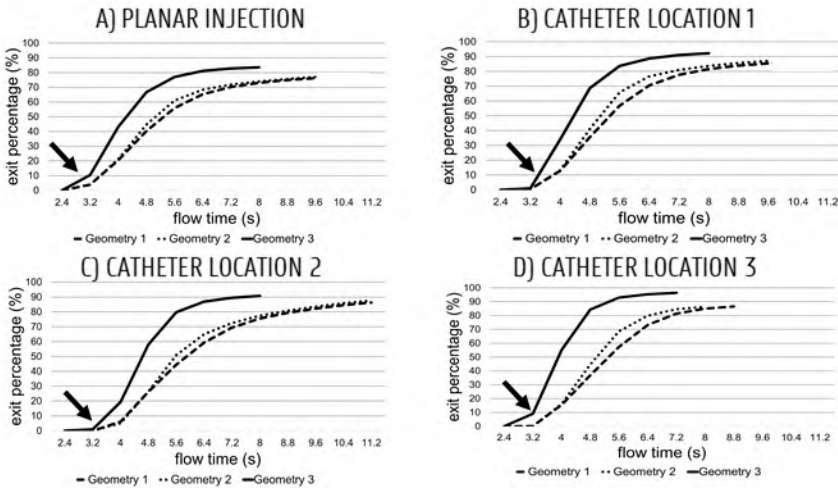 A) PLANAR INJECTION
exit percentage (%)
100
90
80
70
60
50
40
30
20
10
0
2.4 3.2 4 4.8 5.6 6.4 7.2 8 8.8 9.6 10.4 11.2
flow time (s)
Geometry 1 Geometry 2 Geometry 3
B) CATHETER LOCATION 1
exit percentage (%)
100
90
80
70
60
50
40
30
20
10
0
2.4 3.2 4 4.8 5.6 6.4 7.2 8 8.8 9.6 10.4 11.2
flow time (s)
Geometry 1 Geometry 2 Geometry 3
C) CATHETER LOCATION 2
exit percentage (%)
100
90
80
70
60
50
40
30
20
10
0
2.4 3.2 4 4.8 5.6 6.4 7.2 8 8.8 9.6 10.4 11.2
flow time (s)
Geometry 1 Geometry 2 Geometry 3
D) CATHETER LOCATION 3
exit percentage (%)
100
90
80
70
60
50
40
30
20
10
0
2.4 3.2 4 4.8 5.6 6.4 7.2 8 8.8 9.6 10.4 11.2
flow time (s)
Geometry 1 Geometry 2 Geometry 3